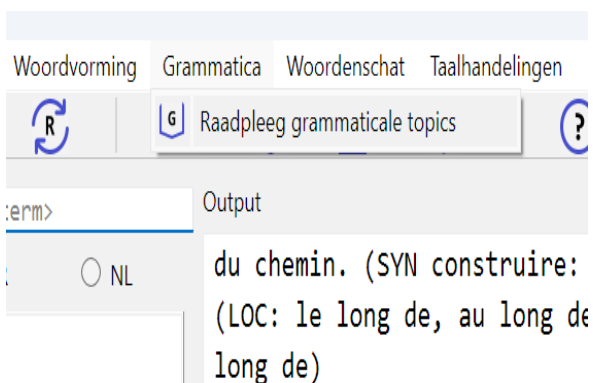 Woordvorming Grammatica Woordenschat Taalhandelingen
R
G Raadpleeg grammaticale topics
?
term>
Output
NL
du chemin. (SYN construire:
(LOC: le long de, au long de
long de)